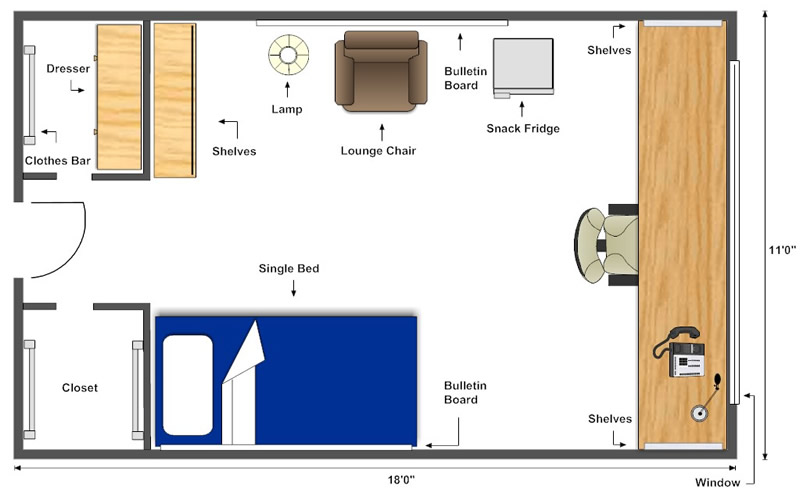 Shelves
Dresser
Bulletin
Board
Lamp
Snack Fridge
Clothes Bar
Shelves
Lounge Chair
11'0"
Single Bed
Closet
Bulletin
Board
Shelves
18'0"
Window